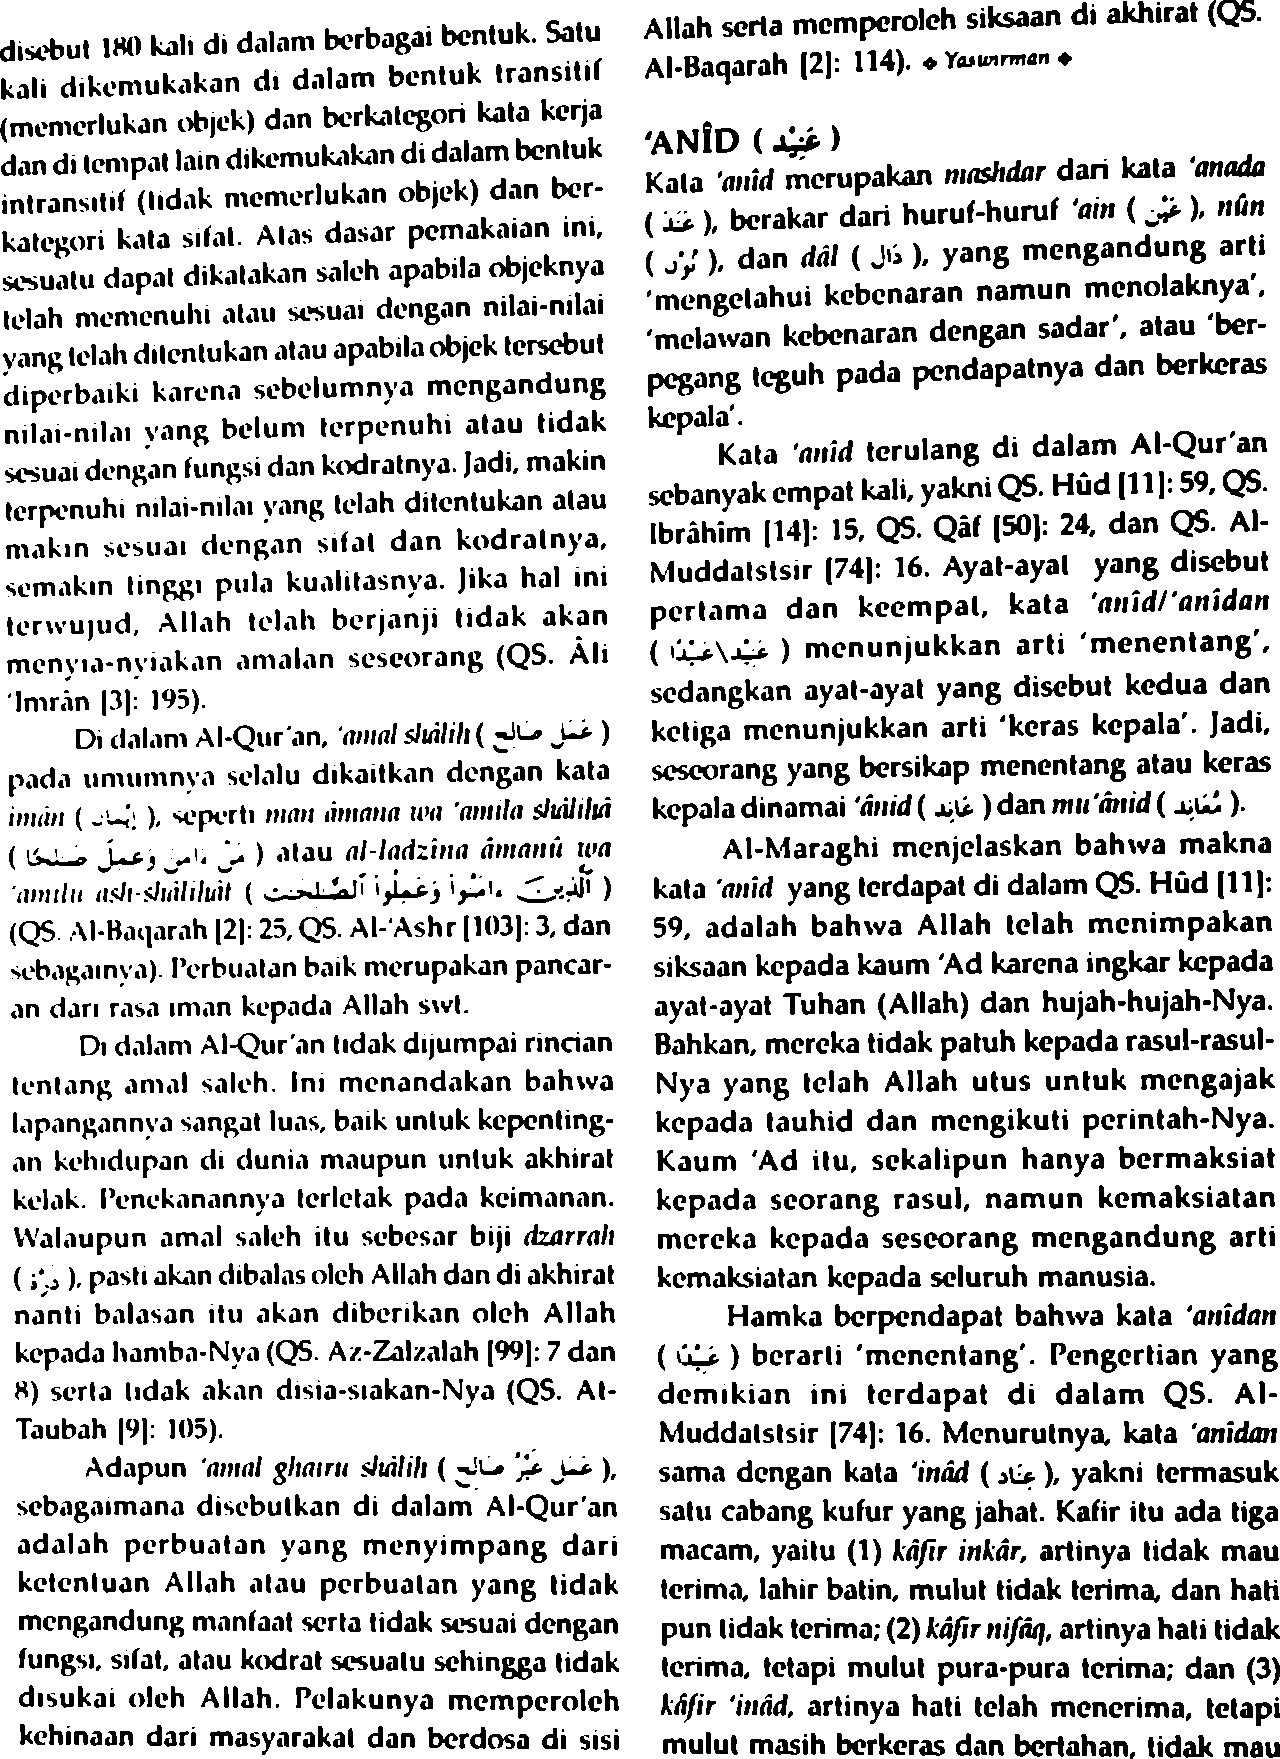 disebut 180 kali di dalam berbagai bentuk. Satu
kali dikemukakan di dalam bentuk transitif
(memerlukan objek) dan berkategori kata kerja
dan di tempat lain dikemukakan di dalam bentuk
intransitif (tidak memerlukan objek) dan ber-
kategori kata sifat. Atas dasar pemakaian ini,
sesuatu dapat dikatakan saleh apabila objeknya
telah memenuhi atau sesuai dengan nilai-nilai
yang telah ditentukan atau apabila objek tersebut
diperbaiki karena sebelumnya mengandung
nilai-nilai yang belum terpenuhi atau tidak
sesuai dengan fungsi dan kodratnya. Jadi, makin
terpenuhi nilai-nilai yang telah ditentukan atau
makin sesuai dengan sifat dan kodratnya,
semakin tinggi pula kualitasnya. Jika hal ini
terwujud, Allah telah berjanji tidak akan
menyia-nyiakan amalan seseorang (QS. Âli
'Imrân [3]: 195).
Di dalam Al-Qur'an, 'amal shâlih ( عَمَل صَالِح )
pada umumnya selalu dikaitkan dengan kata
imân ( إِيْمَان ), seperti man âmana wa 'amila shâlihâ
( مَنْ ءَامَنَ وَعَمِلَ صَـٰلِحًا ) atau al-ladzîna âmanû wa
'amilu ash-shâlihât ( الَّذِينَ ءَامَنُوا وَعَمِلُوا الصَّـٰلِحَـٰتِ )
(QS. Al-Baqarah [2]: 25, QS. Al-'Ashr [103]: 3, dan
sebagainya). Perbuatan baik merupakan pancar-
an dari rasa iman kepada Allah swt.
Di dalam Al-Qur'an tidak dijumpai rincian
tentang amal saleh. Ini menandakan bahwa
lapangannya sangat luas, baik untuk kepenting-
an kehidupan di dunia maupun untuk akhirat
kelak. Penekanannya terletak pada keimanan.
Walaupun amal saleh itu sebesar biji dzarrah
( ذَرَّة ), pasti akan dibalas oleh Allah dan di akhirat
nanti balasan itu akan diberikan oleh Allah
kepada hamba-Nya (QS. Az-Zalzalah [99]: 7 dan
8) serta tidak akan disia-siakan-Nya (QS. At-
Taubah [9]: 105).
Adapun 'amal ghairu shâlih ( عَمَل غَيْرُ صَالِح ),
sebagaimana disebutkan di dalam Al-Qur'an
adalah perbuatan yang menyimpang dari
ketentuan Allah atau perbuatan yang tidak
mengandung manfaat serta tidak sesuai dengan
fungsi, sifat, atau kodrat sesuatu sehingga tidak
disukai oleh Allah. Pelakunya memperoleh
kehinaan dari masyarakat dan berdosa di sisi
Allah serta memperoleh siksaan di akhirat (QS.
Al-Baqarah [2]: 114). ◆ Yaswirman ◆
'ANÎD ( عَنِيْد )
Kata 'anîd merupakan mashdar dari kata 'anada
( عَنَدَ ), berakar dari huruf-huruf 'ain ( عَيْن ), nûn
( نُوْن ), dan dâl ( دَال ), yang mengandung arti
'mengetahui kebenaran namun menolaknya',
'melawan kebenaran dengan sadar', atau 'ber-
pegang teguh pada pendapatnya dan berkeras
kepala'.
Kata 'anîd terulang di dalam Al-Qur'an
sebanyak empat kali, yakni QS. Hûd [11]: 59, QS.
Ibrâhîm [14]: 15, QS. Qâf [50]: 24, dan QS. Al-
Muddatstsir [74]: 16. Ayat-ayat yang disebut
pertama dan keempat, kata 'anîd/'anîdan
( عَنِيْد\عَنِيْدًا ) menunjukkan arti 'menentang',
sedangkan ayat-ayat yang disebut kedua dan
ketiga menunjukkan arti 'keras kepala'. Jadi,
seseorang yang bersikap menentang atau keras
kepala dinamai 'ânid ( عَانِد ) dan mu'ânid ( مُعَانِد ).
Al-Maraghi menjelaskan bahwa makna
kata 'anîd yang terdapat di dalam QS. Hûd [11]:
59, adalah bahwa Allah telah menimpakan
siksaan kepada kaum 'Ad karena ingkar kepada
ayat-ayat Tuhan (Allah) dan hujah-hujah-Nya.
Bahkan, mereka tidak patuh kepada rasul-rasul-
Nya yang telah Allah utus untuk mengajak
kepada tauhid dan mengikuti perintah-Nya.
Kaum 'Ad itu, sekalipun hanya bermaksiat
kepada seorang rasul, namun kemaksiatan
mereka kepada seseorang mengandung arti
kemaksiatan kepada seluruh manusia.
Hamka berpendapat bahwa kata 'anîdan
( عَنِيْدًا ) berarti 'menentang'. Pengertian yang
demikian ini terdapat di dalam QS. Al-
Muddatstsir [74]: 16. Menurutnya, kata 'anîdan
sama dengan kata 'inâd ( عِنَاد ), yakni termasuk
satu cabang kufur yang jahat. Kafir itu ada tiga
macam, yaitu (1) kâfir inkâr, artinya tidak mau
terima, lahir batin, mulut tidak terima, dan hati
pun tidak terima; (2) kâfir nifâq, artinya hati tidak
terima, tetapi mulut pura-pura terima; dan (3)
kâfir 'inâd, artinya hati telah menerima, tetapi
mulut masih berkeras dan bertahan, tidak mau